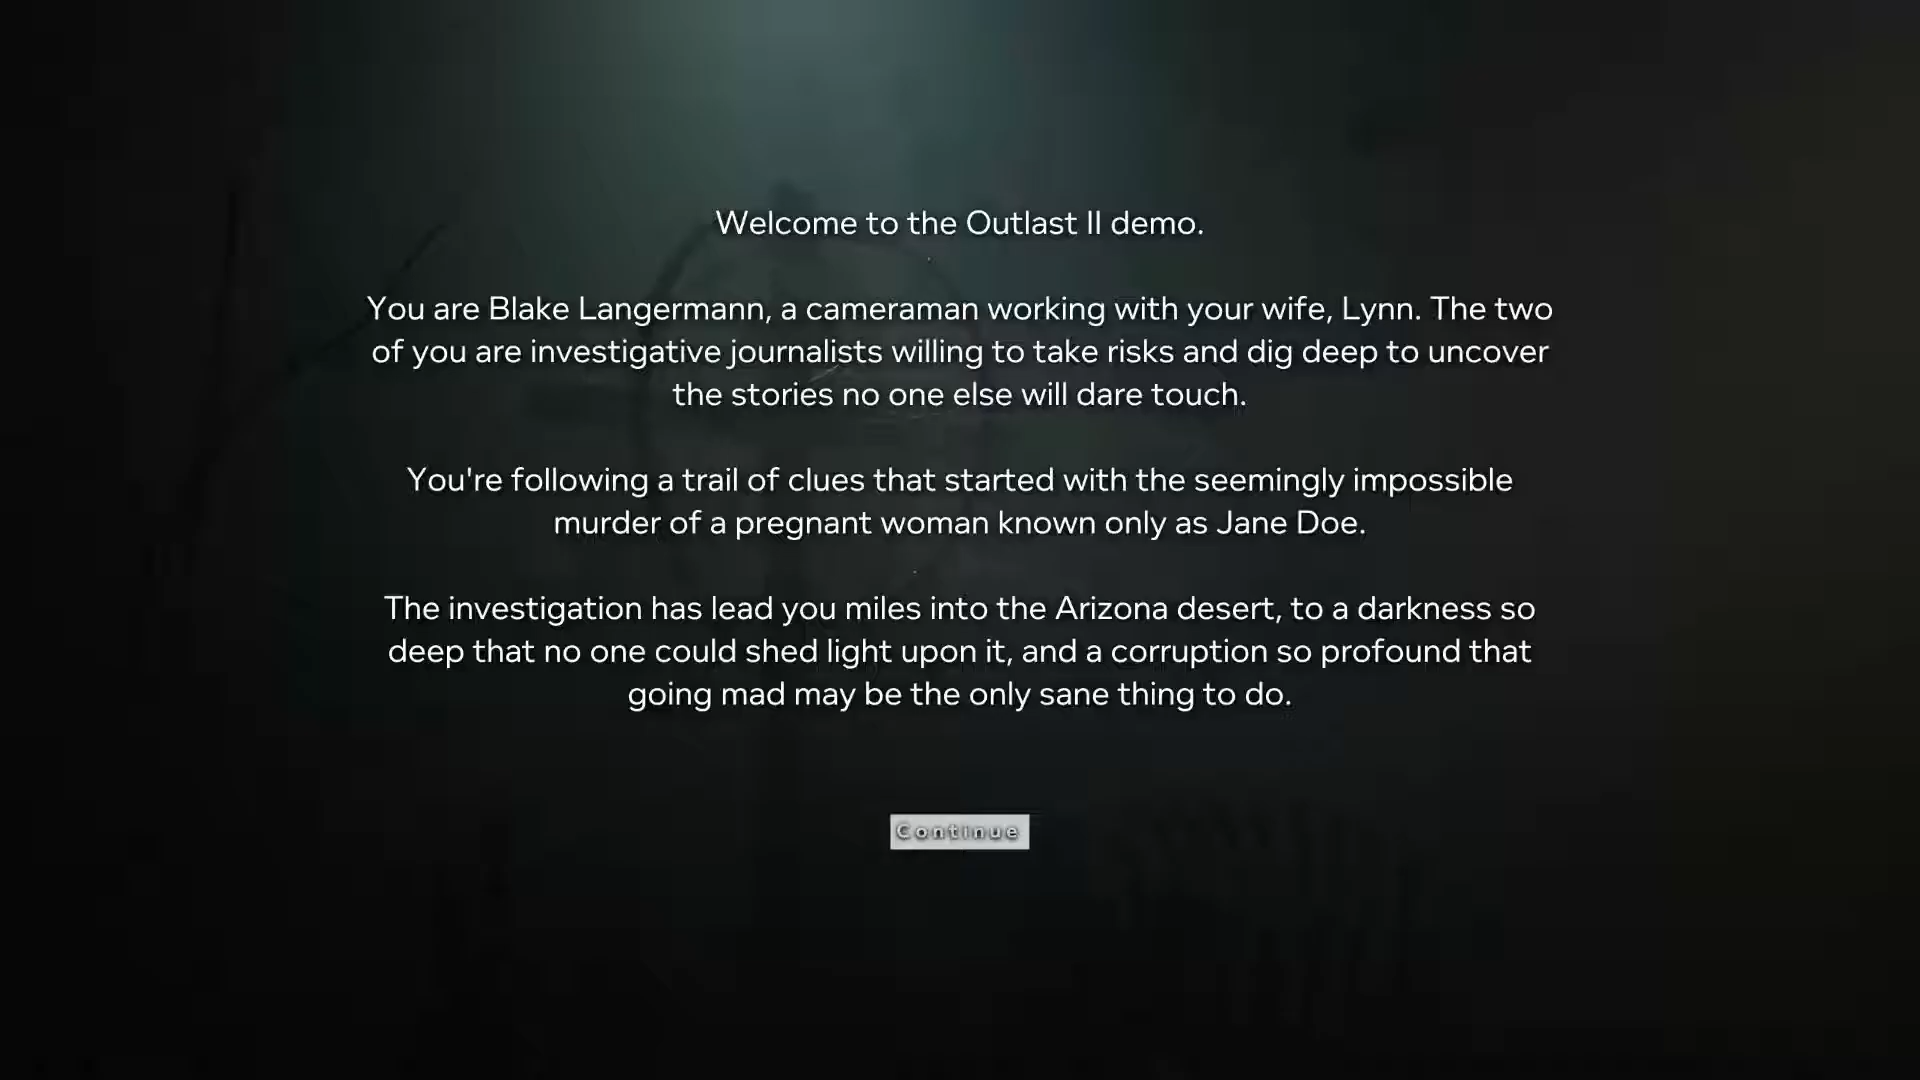 Welcome to the Outlast II demo.
You are Blake Langermann, a cameraman working with your wife, Lynn. The two
of you are investigative journalists willing to take risks and dig deep to uncover
the stories no one else will dare touch.
You're following a trail of clues that started with the seemingly impossible
murder of a pregnant woman known only as Jane Doe.
The investigation has lead you miles into the Arizona desert, to a darkness so
deep that no one could shed light upon it, and a corruption so profound that
going mad may be the only sane thing to do.
Continue